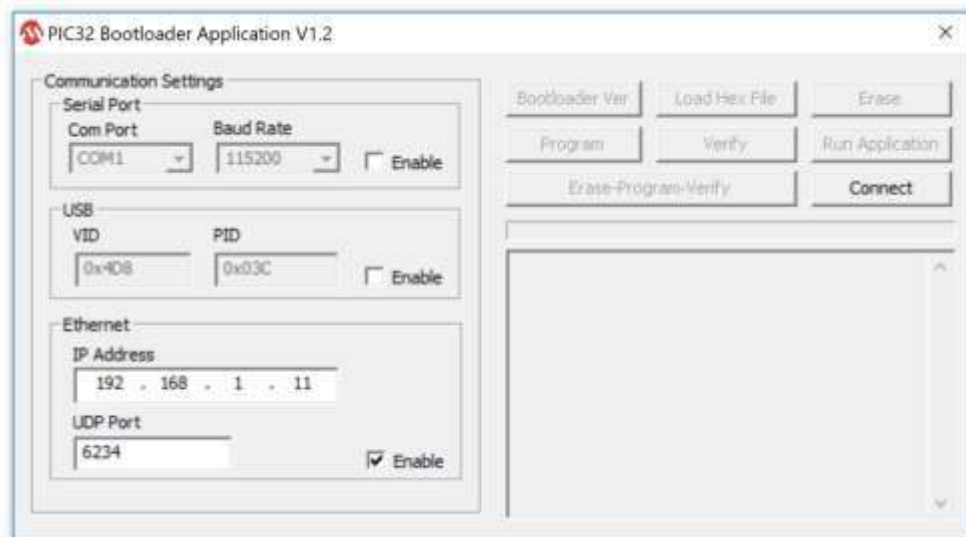 PIC32 Bootloader Application V1.2
Communication Settings
Serial Port
Com Port Baud Rate
COM1 115200 Enable
USB
VID PID
0x4D8 0x03C Enable
Ethernet
IP Address
192 . 168 . 1 . 11
UDP Port
6234 Enable
Bootloader Ver Load Hex File Erase
Program Verify Run Application
Erase-Program-Verify Connect